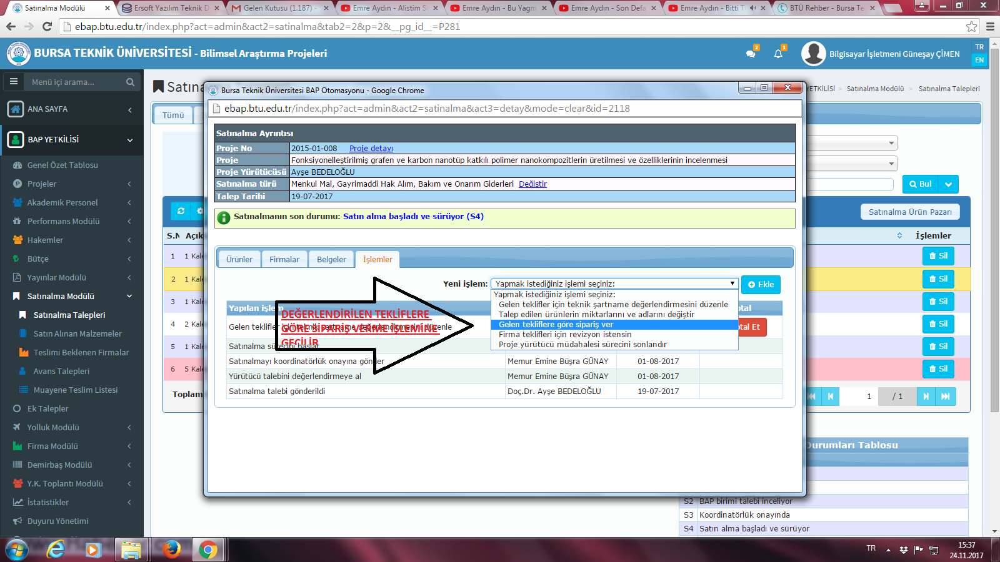 Satınalma Modülü
Ersoft Yazılım Teknik D
Gelen Kutusu (1.187) -
Emre Aydın - Alistim Su
Emre Aydın - Bu Yagm
Emre Aydın - Son Defa
Emre Aydın - Bitti T
BTÜ Rehber - Bursa Te
ebap.btu.edu.tr/index.php?act=admin&act2=satinalma&tab2=2&p=2&__pg_id__=P281
BURSA TEKNİK ÜNİVERSİTESİ - Bilimsel Araştırma Projeleri
2
1
Bilgisayar İşletmeni Güneşay ÇİMEN
TR
EN
Menü içi arama...
ANA SAYFA
BAP YETKİLİSİ
Genel Özet Tablosu
Projeler
Akademik Personel
Performans Modülü
Hakemler
Bütçe
Yayınlar Modülü
Satınalma Modülü
Satınalma Talepleri
Satın Alınan Malzemeler
Teslimi Beklenen Firmalar
Avans Talepleri
Muayene Teslim Listesi
Ek Talepler
Yolluk Modülü
Firma Modülü
Demirbaş Modülü
Y.K. Toplantı Modülü
İstatistikler
Duyuru Yönetimi
Satına
YETKİLİSİ > Satınalma Modülü > Satınalma Talepleri
Tümü
Bul
Satınalma Ürün Pazarı
S.N Açık
İşlemler
1 1 Kale
Sil
2 1 Kale
Sil
3 1 Kale
Sil
4 2 Kale
Sil
5 1 Kale
Sil
6 5 Kale
Sil
Toplam
1 / 1
Durumları Tablosu
S2 BAP birimi talebi inceliyor
S3 Koordinatörlük onayında
S4 Satın alma başladı ve sürüyor
Bursa Teknik Üniversitesi BAP Otomasyonu - Google Chrome
ebap.btu.edu.tr/index.php?act=admin&act2=satinalma&act3=detay&mode=clear&id=2118
Satınalma Ayrıntısı
Proje No 2015-01-008 Proje detayı
Proje Fonksiyonelleştirilmiş grafen ve karbon nanotüp katkılı polimer nanokompozitlerin üretilmesi ve özelliklerinin incelenmesi
Proje Yürütücüsü Ayşe BEDELOĞLU
Satınalma türü Menkul Mal, Gayrimaddi Hak Alım, Bakım ve Onarım Giderleri Değiştir
Talep Tarihi 19-07-2017
Satınalmanın son durumu: Satın alma başladı ve sürüyor (S4)
Ürünler
Firmalar
Belgeler
İşlemler
Yeni işlem: Yapmak istediğiniz işlemi seçiniz:
Ekle
Yapmak istediğiniz işlemi seçiniz:
Gelen teklifler için teknik şartname değerlendirmesini düzenle
Talep edilen ürünlerin miktarlarını ve adlarını değiştir
Gelen tekliflere göre sipariş ver
Firma teklifleri için revizyon istensin
Proje yürütücü müdahalesi sürecini sonlandır
Yapılan işlem
tal
DEĞERLENDİRİLEN TEKLİFLERE
GÖRE SİPARİŞ VERME İŞLEMİNE
GEÇİLİR
Gelen teklifler için teknik şartname değerlendirmesini düzenle
tal Et
Satınalma sürecini başlat
Satınalmayı koordinatörlük onayına gönder Memur Emine Büşra GÜNAY 01-08-2017
Yürütücü talebini değerlendirmeye al Memur Emine Büşra GÜNAY 01-08-2017
Satınalma talebi gönderildi Doç.Dr. Ayşe BEDELOĞLU 19-07-2017
TR
15:37
24.11.2017